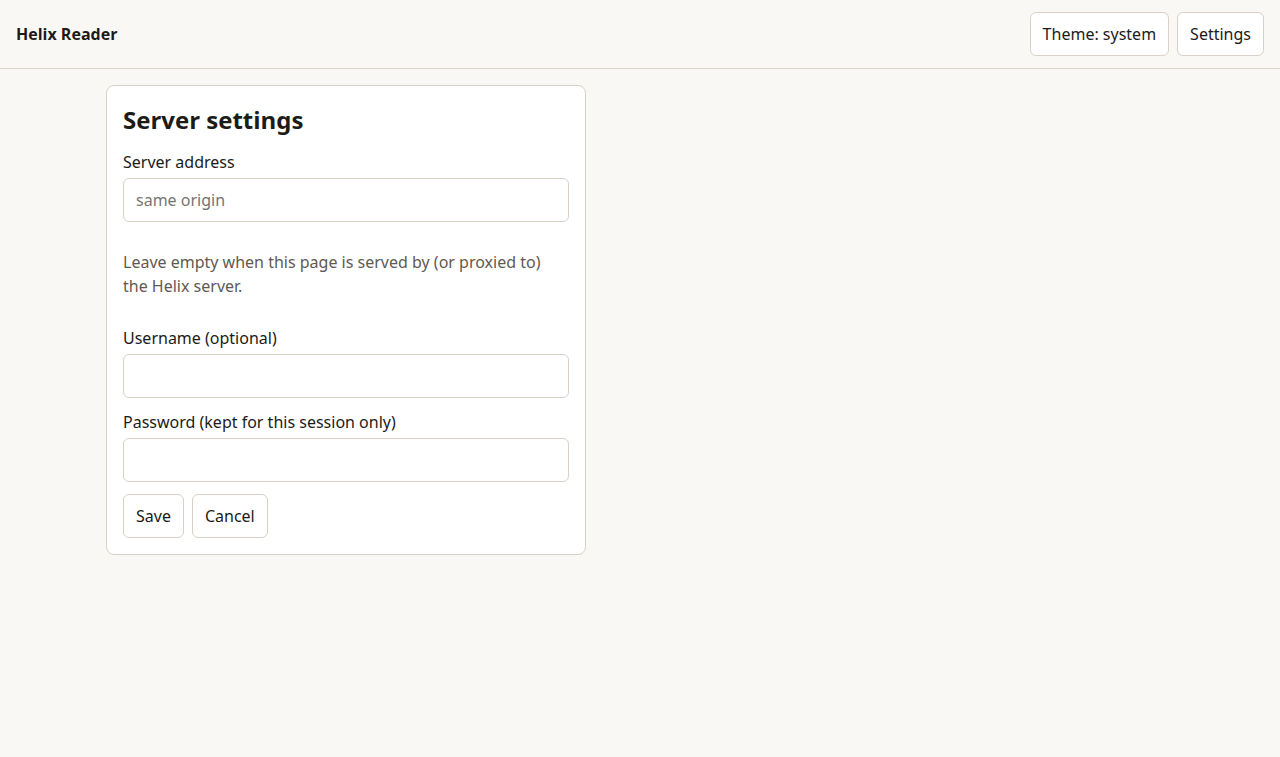 Helix Reader
Theme: system
Settings
Server settings
Server address
same origin
Leave empty when this page is served by (or proxied to)
the Helix server.
Username (optional)
Password (kept for this session only)
Save
Cancel